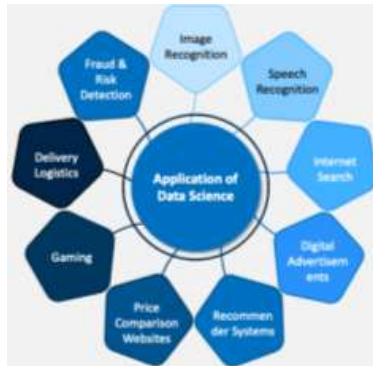 Image
Recognition
Speech
Recognition
Internet
Search
Digital
Advertisem
ents
Recommen
der Systems
Price
Comparison
Websites
Gaming
Delivery
Logistics
Fraud &
Risk
Detection
Application of
Data Science